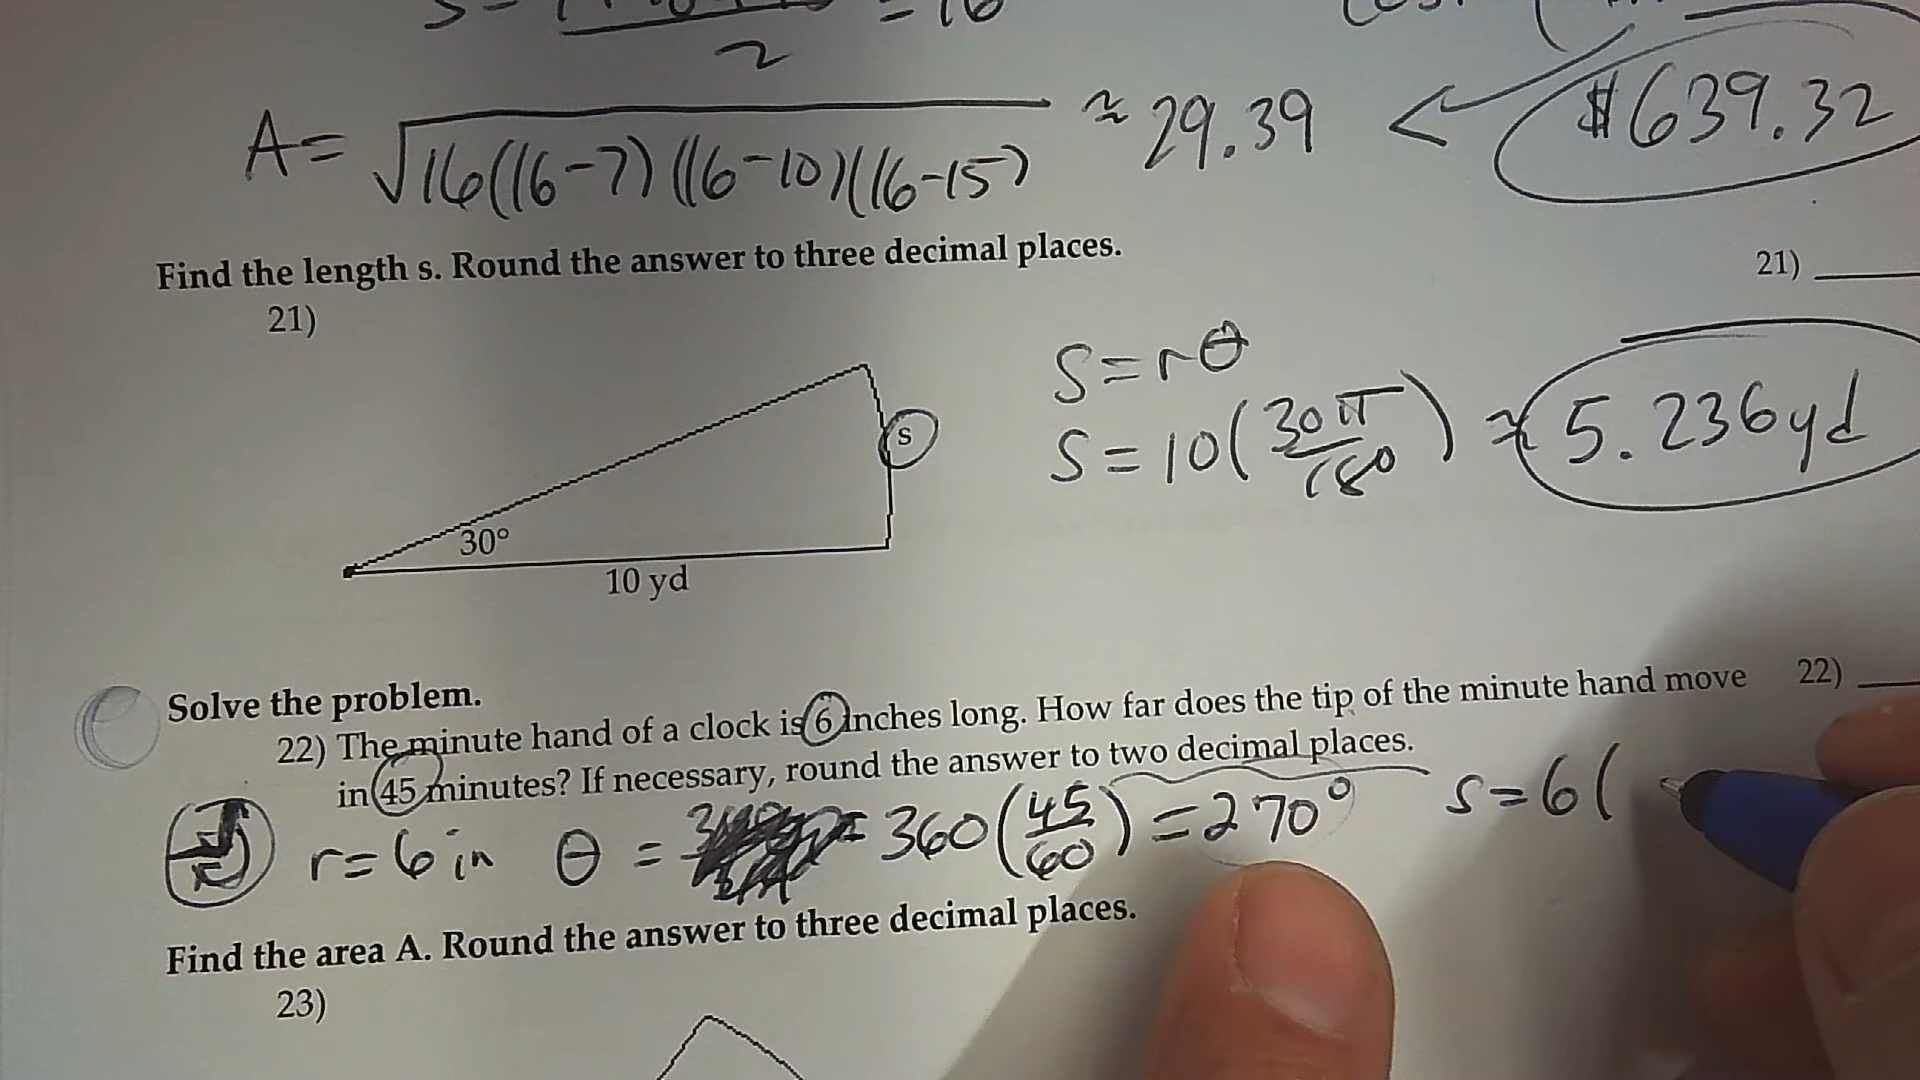 2
A = √16(16-7)(16-10)(16-15) ≈ 29.39
$639.32
Find the length s. Round the answer to three decimal places.
21)
21)
s
30°
10 yd
S = rθ
S = 10(30π/180) ≈ 5.236yd
Solve the problem.
22) The minute hand of a clock is 6 inches long. How far does the tip of the minute hand move
in 45 minutes? If necessary, round the answer to two decimal places.
22)
r = 6 in θ = = 360(45/60) = 270°
s = 6(
Find the area A. Round the answer to three decimal places.
23)